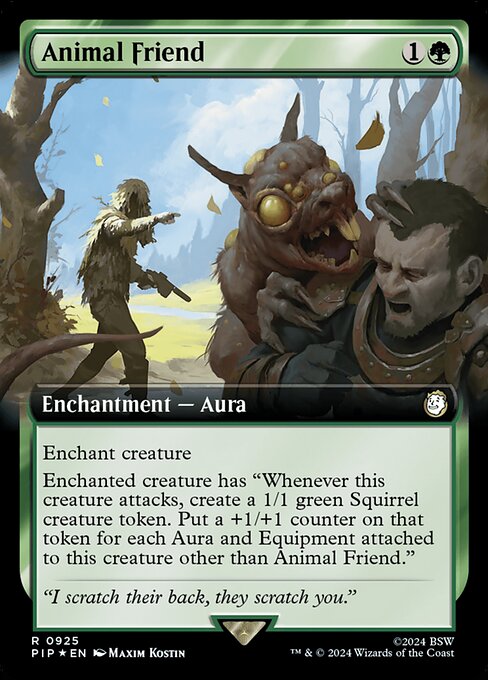 Animal Friend
1
Enchantment — Aura
Enchant creature
Enchanted creature has “Whenever this
creature attacks, create a 1/1 green Squirrel
creature token. Put a +1/+1 counter on that
token for each Aura and Equipment attached
to this creature other than Animal Friend.”
“I scratch their back, they scratch you.”
R 0925
PIP ★ EN Maxim Kostin
©2024 BSW
™ & © 2024 Wizards of the Coast